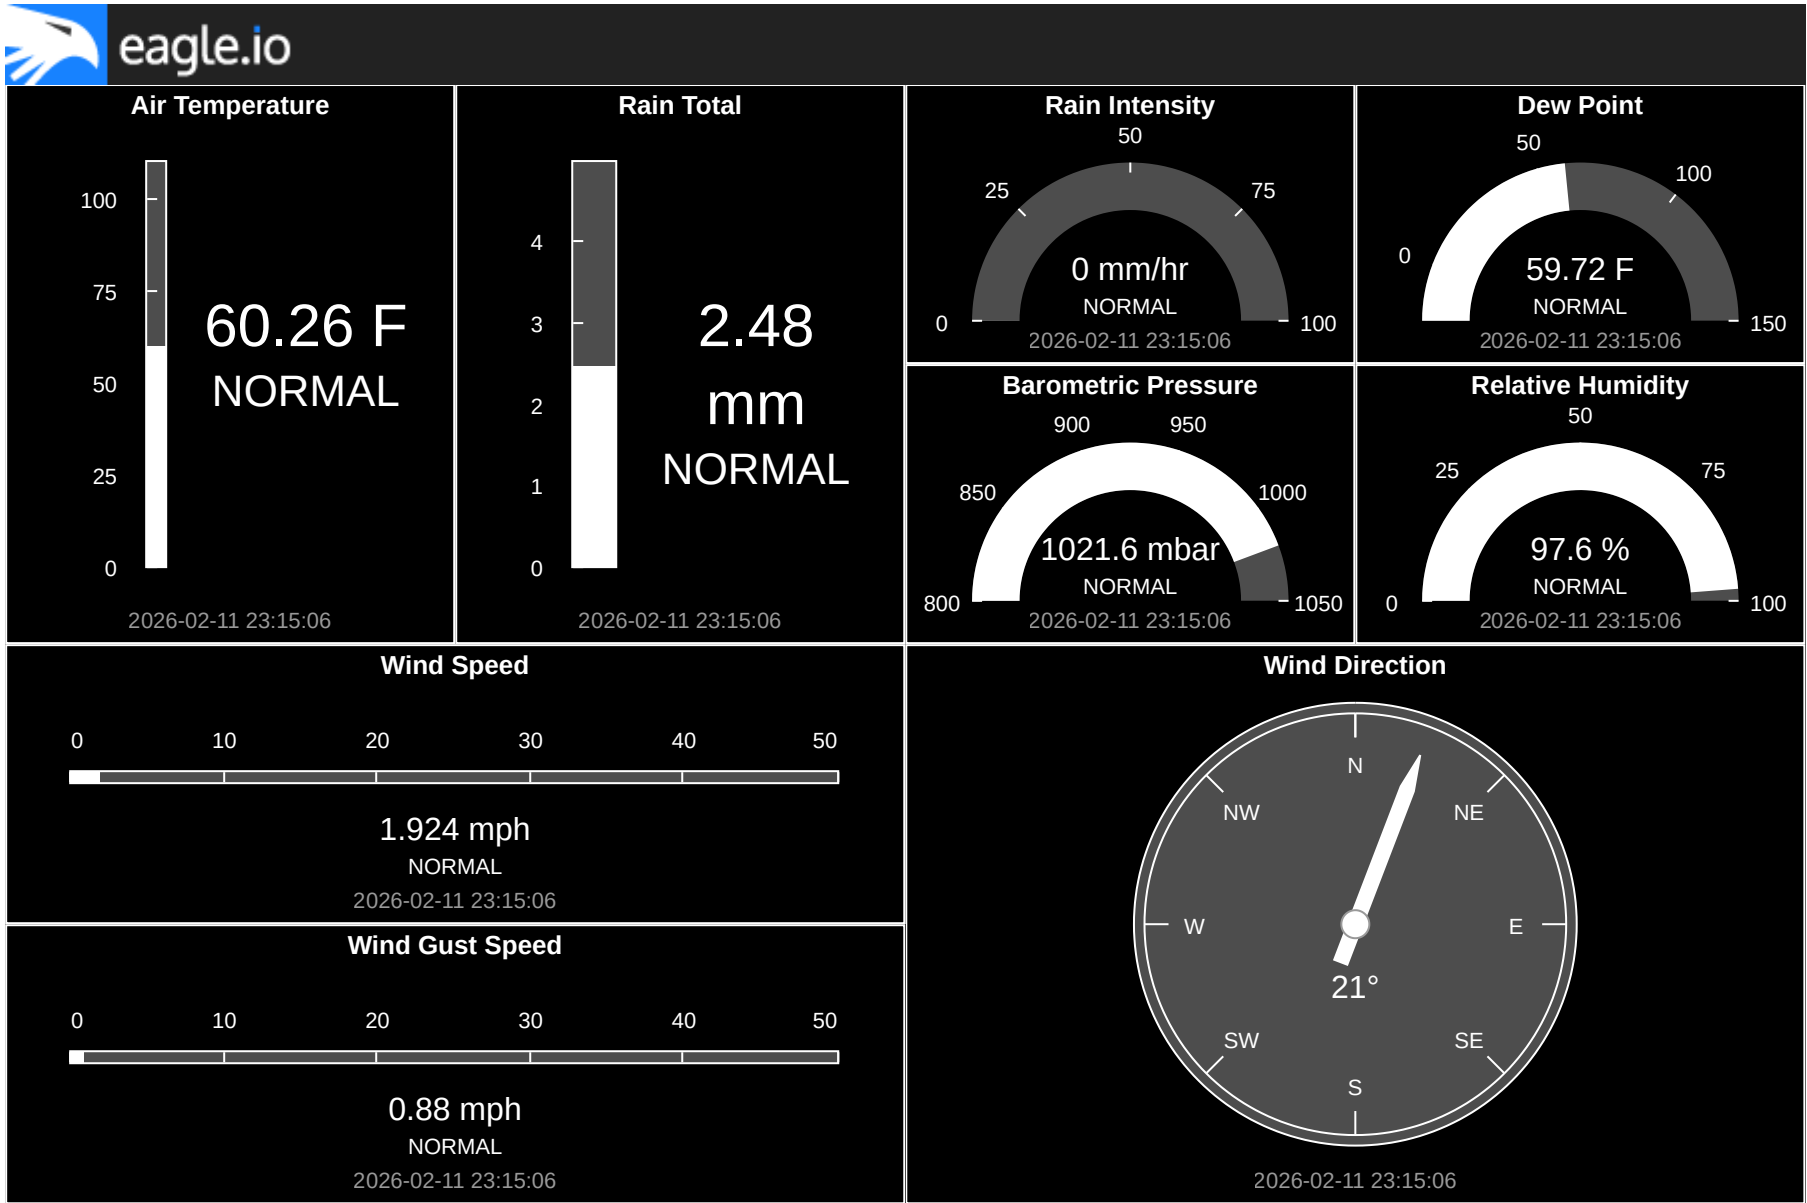 eagle.io
Air Temperature
100
75
50
25
0
60.26 F
NORMAL
2026-02-11 23:15:06
Rain Total
4
3
2
1
0
2.48
mm
NORMAL
2026-02-11 23:15:06
Rain Intensity
50
25
75
0
100
0 mm/hr
NORMAL
2026-02-11 23:15:06
Dew Point
50
100
0
150
59.72 F
NORMAL
2026-02-11 23:15:06
Barometric Pressure
900
950
850
1000
800
1050
1021.6 mbar
NORMAL
2026-02-11 23:15:06
Relative Humidity
50
25
75
0
100
97.6 %
NORMAL
2026-02-11 23:15:06
Wind Speed
0 10 20 30 40 50
1.924 mph
NORMAL
2026-02-11 23:15:06
Wind Gust Speed
0 10 20 30 40 50
0.88 mph
NORMAL
2026-02-11 23:15:06
Wind Direction
N
NW
NE
W
E
21°
SW
SE
S
2026-02-11 23:15:06